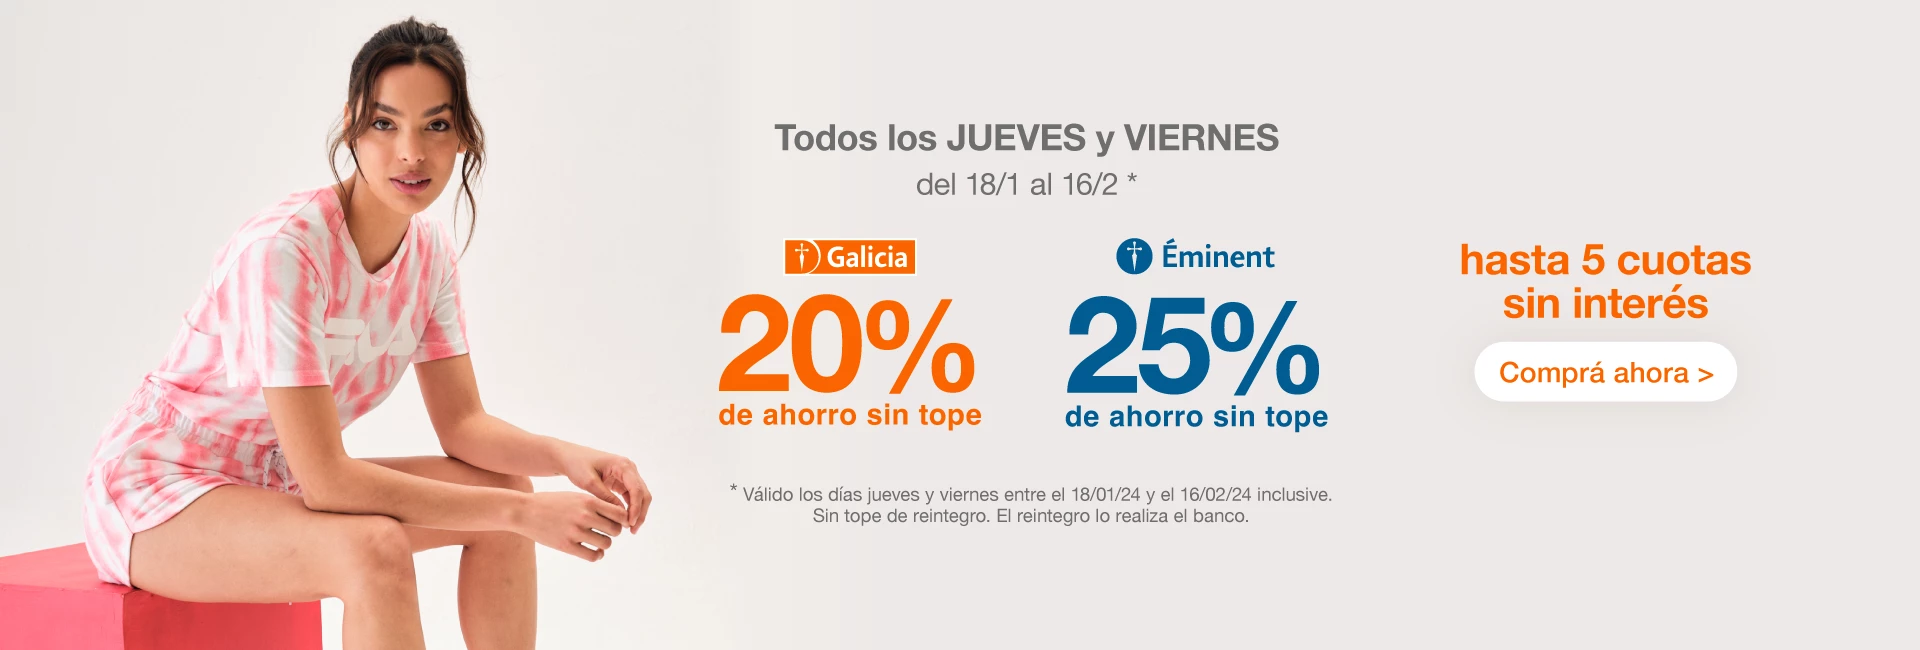 Todos los JUEVES y VIERNES
del 18/1 al 16/2 *
Galicia
20%
de ahorro sin tope
Éminent
25%
de ahorro sin tope
hasta 5 cuotas
sin interés
Comprá ahora >
* Válido los días jueves y viernes entre el 18/01/24 y el 16/02/24 inclusive.
Sin tope de reintegro. El reintegro lo realiza el banco.
FILA